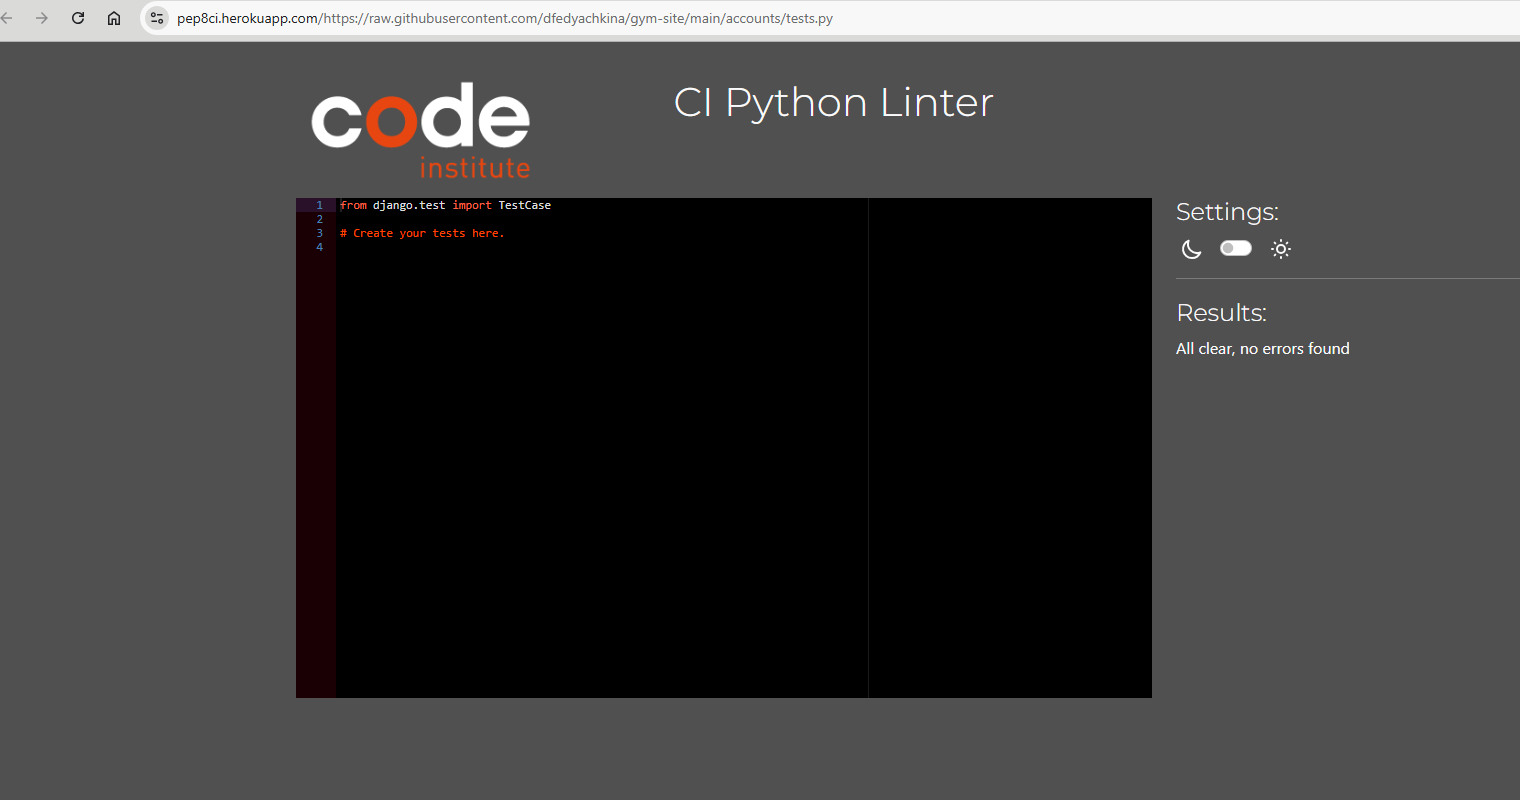 pep8ci.herokuapp.com/https://raw.githubusercontent.com/dfedyachkina/gym-site/main/accounts/tests.py
code
institute
CI Python Linter
1 from django.test import TestCase
2
3 # Create your tests here.
4
Settings:
Results:
All clear, no errors found